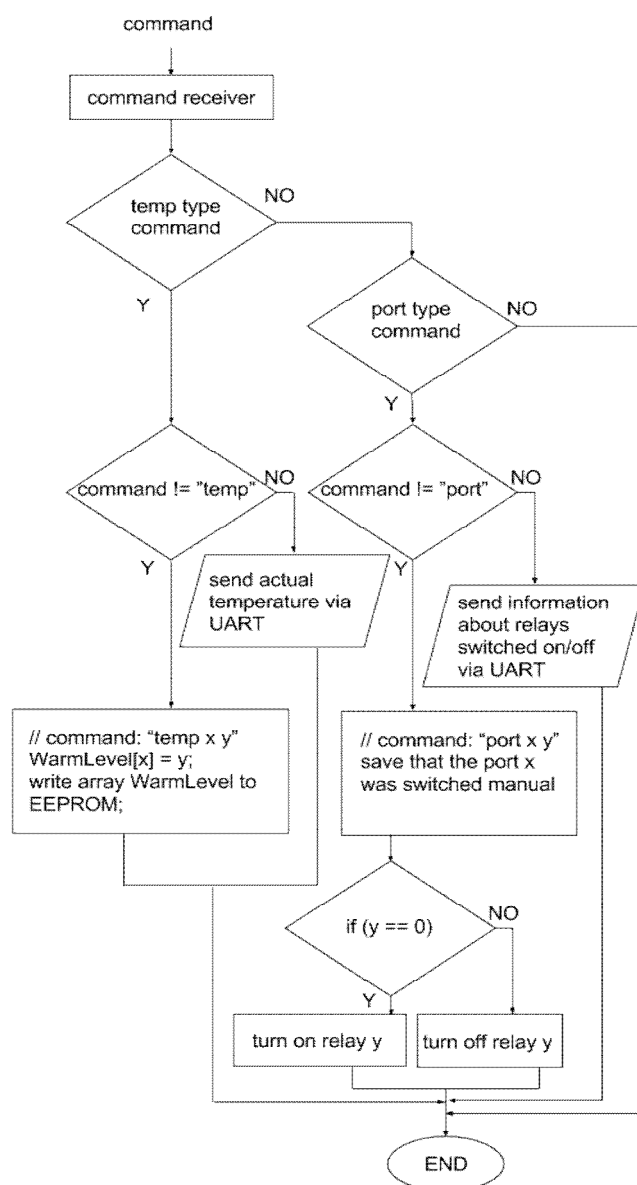 command
command receiver
temp type
command
NO
Y
port type
command
NO
Y
command != "temp"
NO
Y
command != "port"
NO
Y
send actual
temperature via
UART
send information
about relays
switched on/off
via UART
// command: “temp x y”
WarmLevel[x] = y;
write array WarmLevel to
EEPROM;
// command: “port x y”
save that the port x
was switched manual
if (y == 0)
NO
Y
turn on relay y
turn off relay y
END